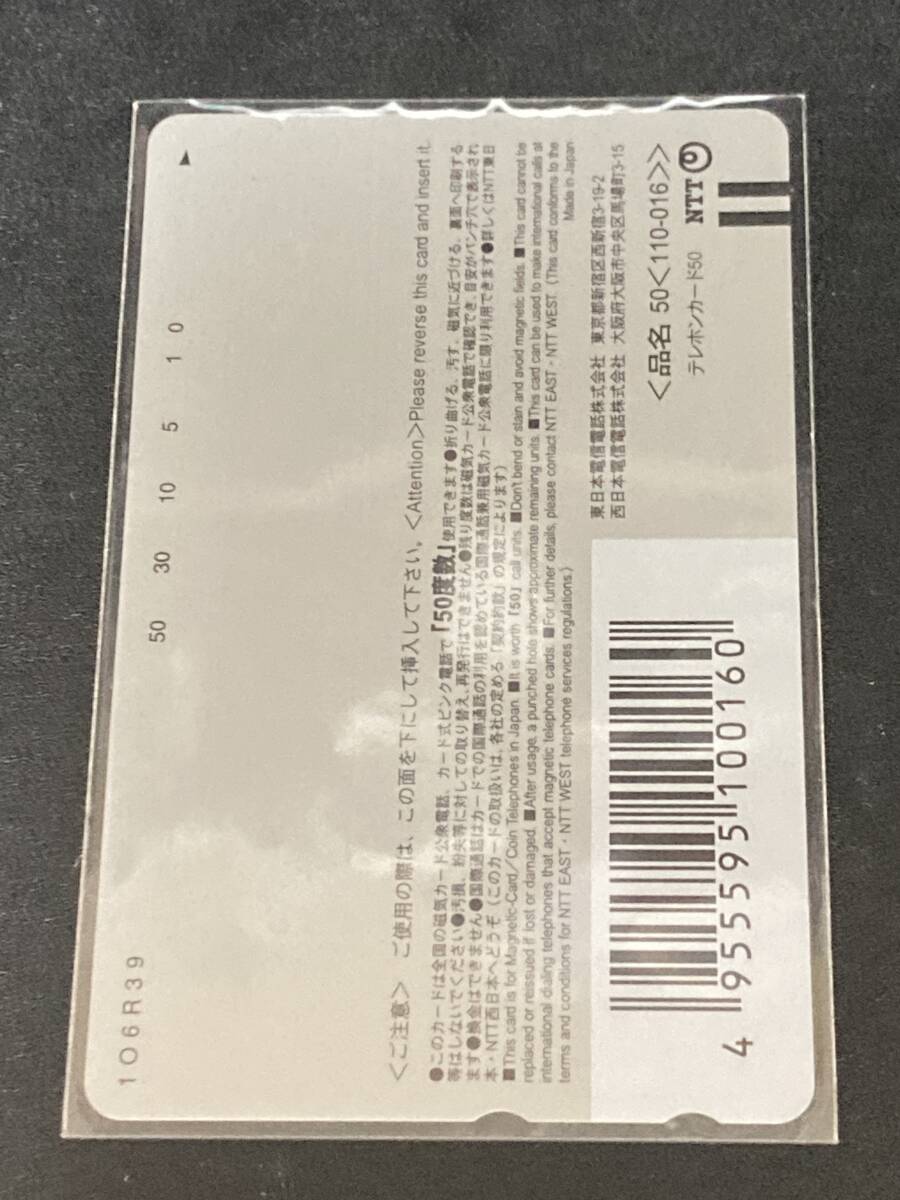 1O6R39
50 30 10 5 1 0
＜ご注意＞ ご使用の際は、この面を下にして挿入して下さい。＜Attention＞Please reverse this card and insert it.
●このカードは全国の磁気カード公衆電話、カード式ピンク電話で「50度数」使用できます●折り曲げる、汚す、磁気に近づける、裏面へ印刷する
等はしないでください●汚損、紛失等に対しての取り替え、再発行はできません●残り度数は磁気カード公衆電話で確認でき、目安がパンチ穴で表示され
ます●換金はできません●国際通話はカードでの国際通話の利用を認めている国際通話兼用磁気カード公衆電話に限り利用できます●詳しくはNTT東日
本・NTT西日本へどうぞ（このカードの取扱いは、各社の定める「契約約款」の規定によります）
■This card is for Magnetic-Card/Coin Telephones in Japan. ■It is worth「50」call units. ■Don't bend or stain and avoid magnetic fields. ■This card cannot be
replaced or reissued if lost or damaged. ■After usage, a punched hole shows approximate remaining units. ■This card can be used to make international calls at
international dialing telephones that accept magnetic telephone cards. ■For further details, please contact NTT EAST・NTT WEST. (This card conforms to the
terms and conditions for NTT EAST・NTT WEST telephone services regulations.)
Made in Japan
東日本電信電話株式会社 東京都新宿区西新宿3-19-2
西日本電信電話株式会社 大阪府大阪市中央区馬場町3-15
＜品名 50＜110-016＞＞
テレホンカード50 NTT
4 955595 100160